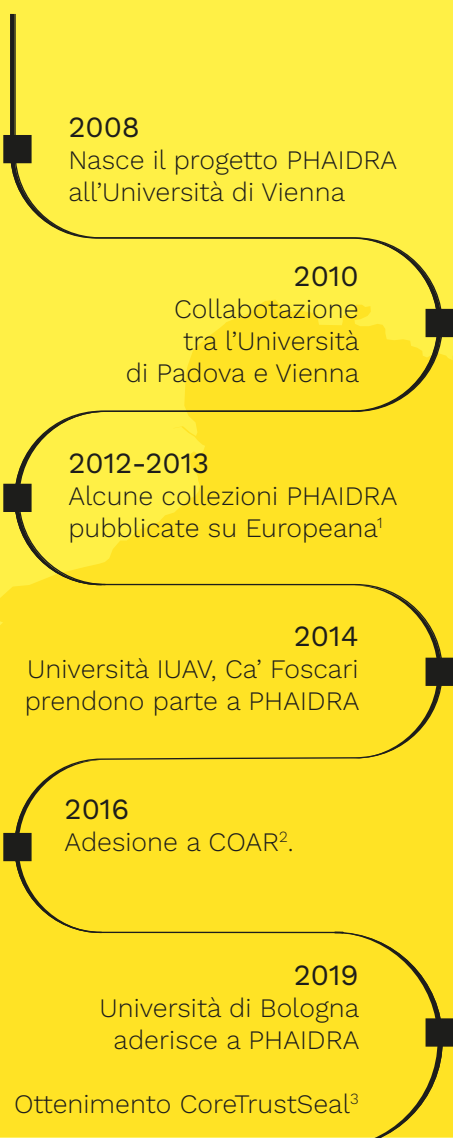 2008
Nasce il progetto PHAIDRA
all’Università di Vienna
2010
Collabotazione
tra l’Università
di Padova e Vienna
2012-2013
Alcune collezioni PHAIDRA
pubblicate su Europeana¹
2014
Università IUAV, Ca’ Foscari
prendono parte a PHAIDRA
2016
Adesione a COAR².
2019
Università di Bologna
aderisce a PHAIDRA
Ottenimento CoreTrustSeal³